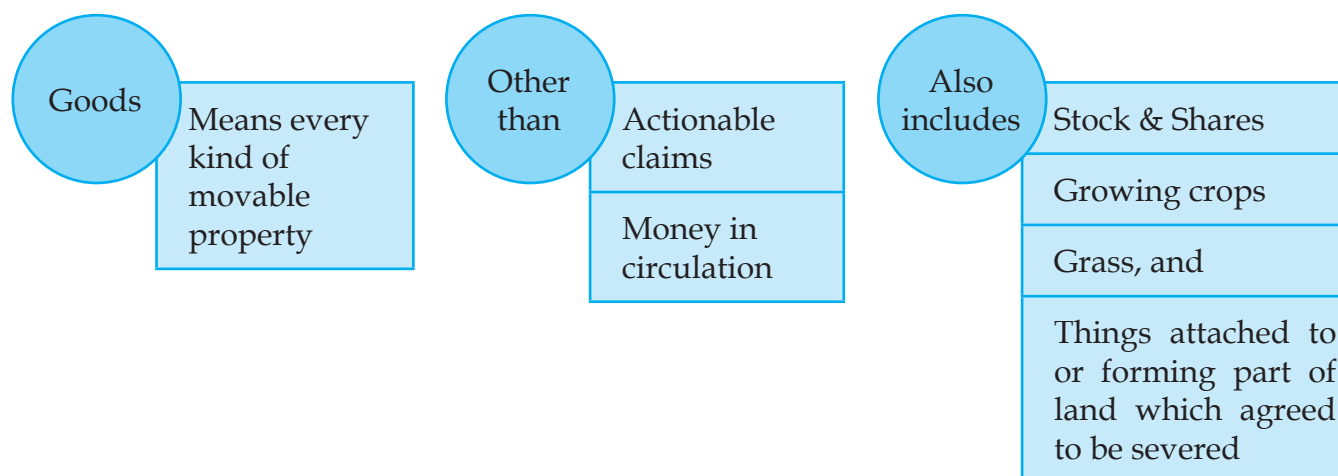 Goods
Means every
kind of
movable
property
Other
than
Actionable
claims
Money in
circulation
Also
includes
Stock & Shares
Growing crops
Grass, and
Things attached to
or forming part of
land which agreed
to be severed